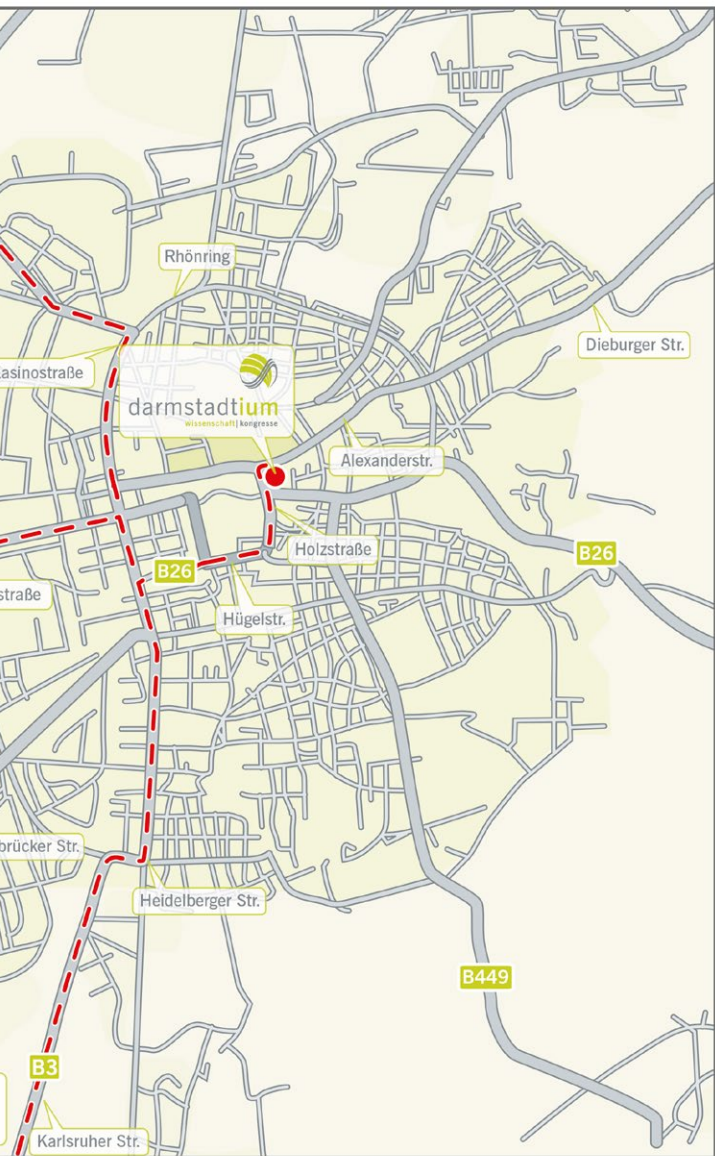 Rhönring
Dieburger Str.
asinostraße
darmstadtium
wissenschaft | kongresse
Alexanderstr.
Holzstraße
B26
B26
straße
Hügelstr.
brücker Str.
Heidelberger Str.
B449
B3
Karlsruher Str.